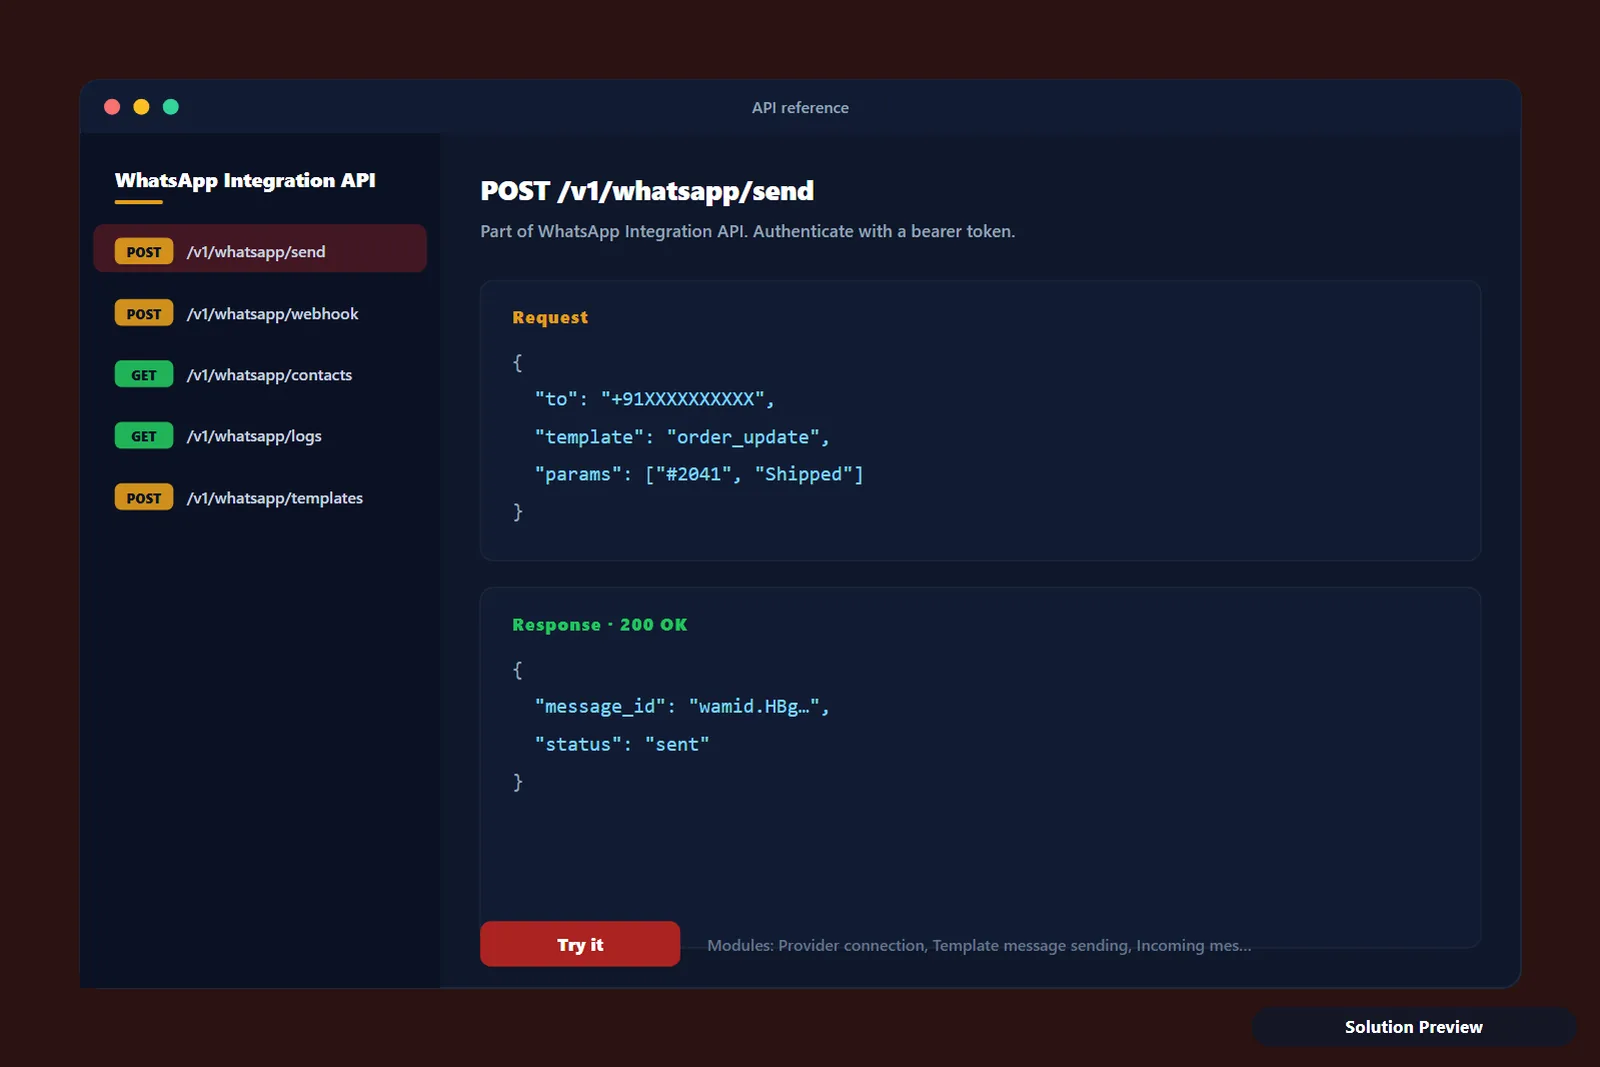 API reference
WhatsApp Integration API
POST /v1/whatsapp/send
POST /v1/whatsapp/webhook
GET /v1/whatsapp/contacts
GET /v1/whatsapp/logs
POST /v1/whatsapp/templates
POST /v1/whatsapp/send
Part of WhatsApp Integration API. Authenticate with a bearer token.
Request
{
"to": "+91XXXXXXXXXX",
"template": "order_update",
"params": ["#2041", "Shipped"]
}
Response · 200 OK
{
"message_id": "wamid.HBg…",
"status": "sent"
}
Try it
Modules: Provider connection, Template message sending, Incoming mes...
Solution Preview